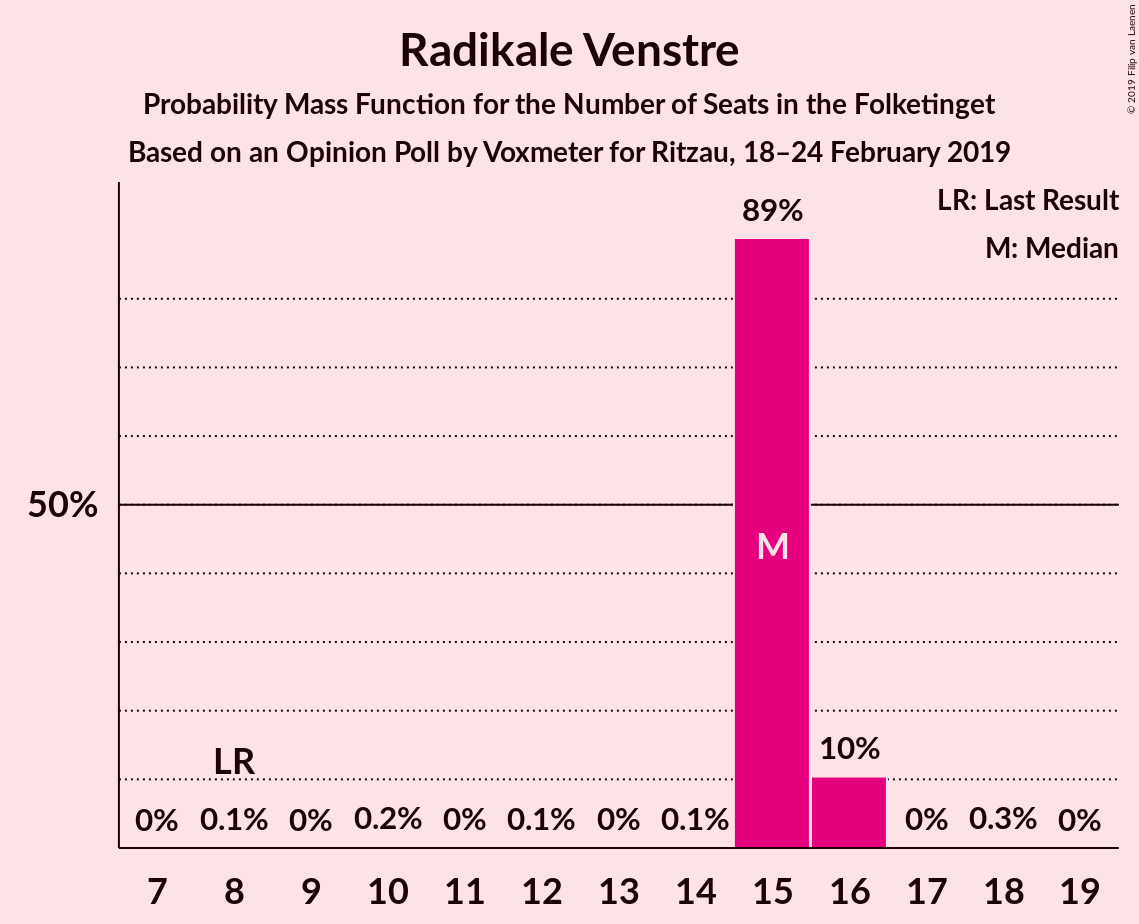 Radikale Venstre
Probability Mass Function for the Number of Seats in the Folketinget
Based on an Opinion Poll by Voxmeter for Ritzau, 18–24 February 2019
© 2019 Filip van Laenen
LR: Last Result
M: Median
89%
50%
M
10%
LR
0% 0.1% 0% 0.2% 0% 0.1% 0% 0.1% 0% 0.3% 0%
7 8 9 10 11 12 13 14 15 16 17 18 19